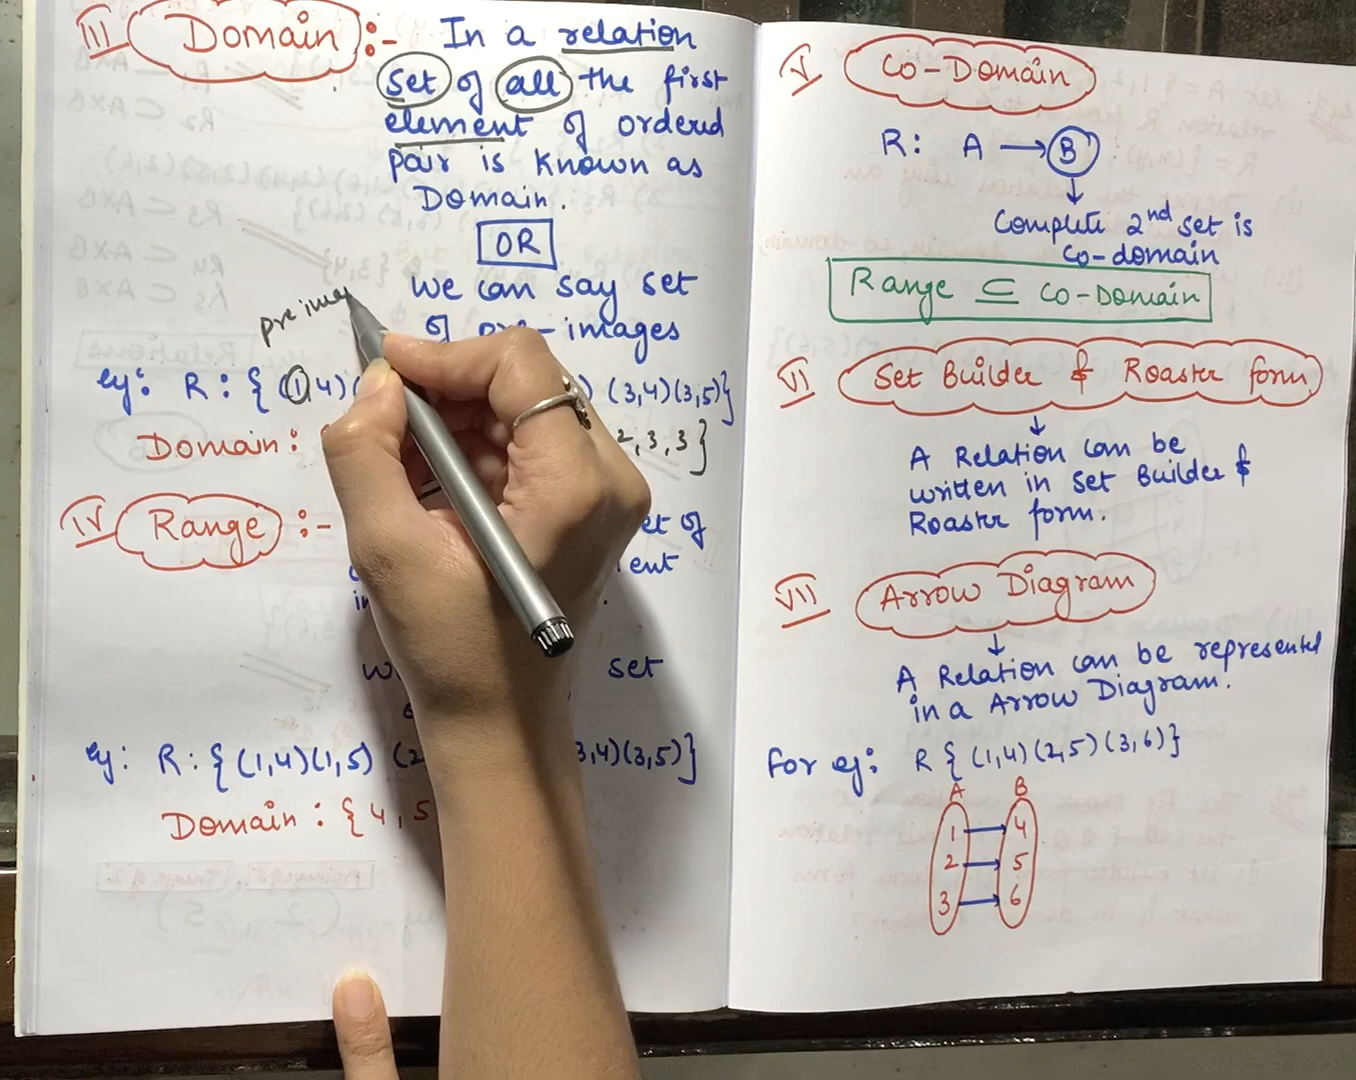 III Domain :- In a relation
set of all the first
element of ordered
pair is known as
Domain.
OR
we can say set
of pre-images
pre ima
eg: R : { (1,4)( ) (3,4)(3,5)}
Domain : 2, 3, 3 }
IV Range :- et of
ent
in .
w set
eg: R : { (1,4)(1,5) (2 3,4)(3,5)}
Domain : { 4, 5
V Co-Domain
R: A → B
↓
Complete 2nd set is
co-domain
Range ⊆ Co-Domain
VI Set Builder & Roaster form
↓
A Relation can be
written in set Builder &
Roaster form.
VII Arrow Diagram
↓
A Relation can be represented
in a Arrow Diagram.
For eg: R { (1,4) (2,5) (3,6)}
A B
1 → 4
2 → 5
3 → 6